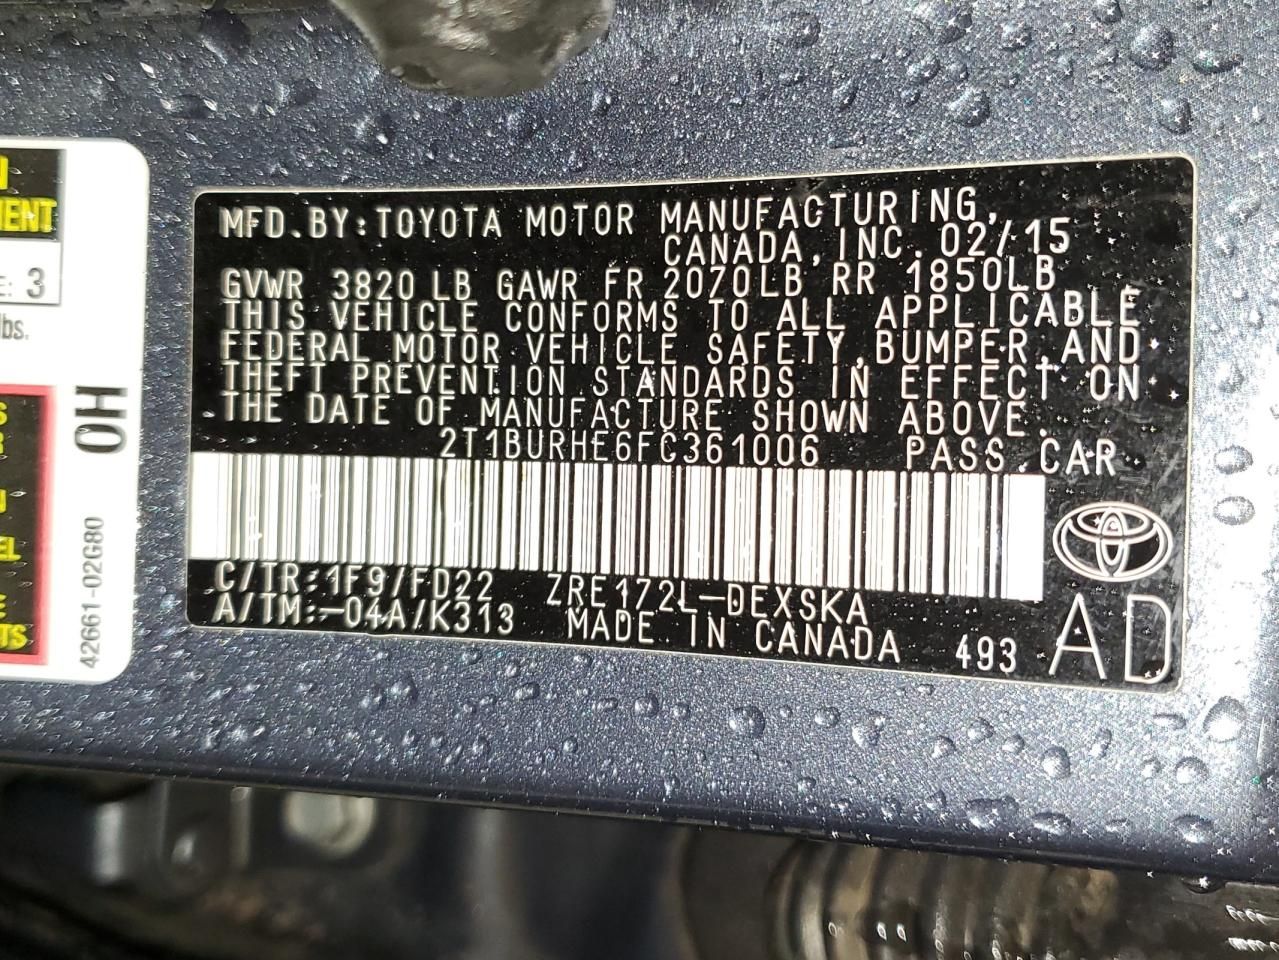 MFD.BY:TOYOTA MOTOR MANUFACTURING,
CANADA,INC.02/15
GVWR 3820LB GAWR FR 2070LB RR 1850LB
THIS VEHICLE CONFORMS TO ALL APPLICABLE
FEDERAL MOTOR VEHICLE SAFETY,BUMPER,AND
THEFT PREVENTION STANDARDS IN EFFECT ON
THE DATE OF MANUFACTURE SHOWN ABOVE.
2T1BURHE6FC361006 PASS.CAR
C/TR:1F9/FD22 ZRE172L-DEXSKA
A/TM:-04A/K313 MADE IN CANADA 493 AD
MENT
: 3
lbs.
0H
42661-02G80